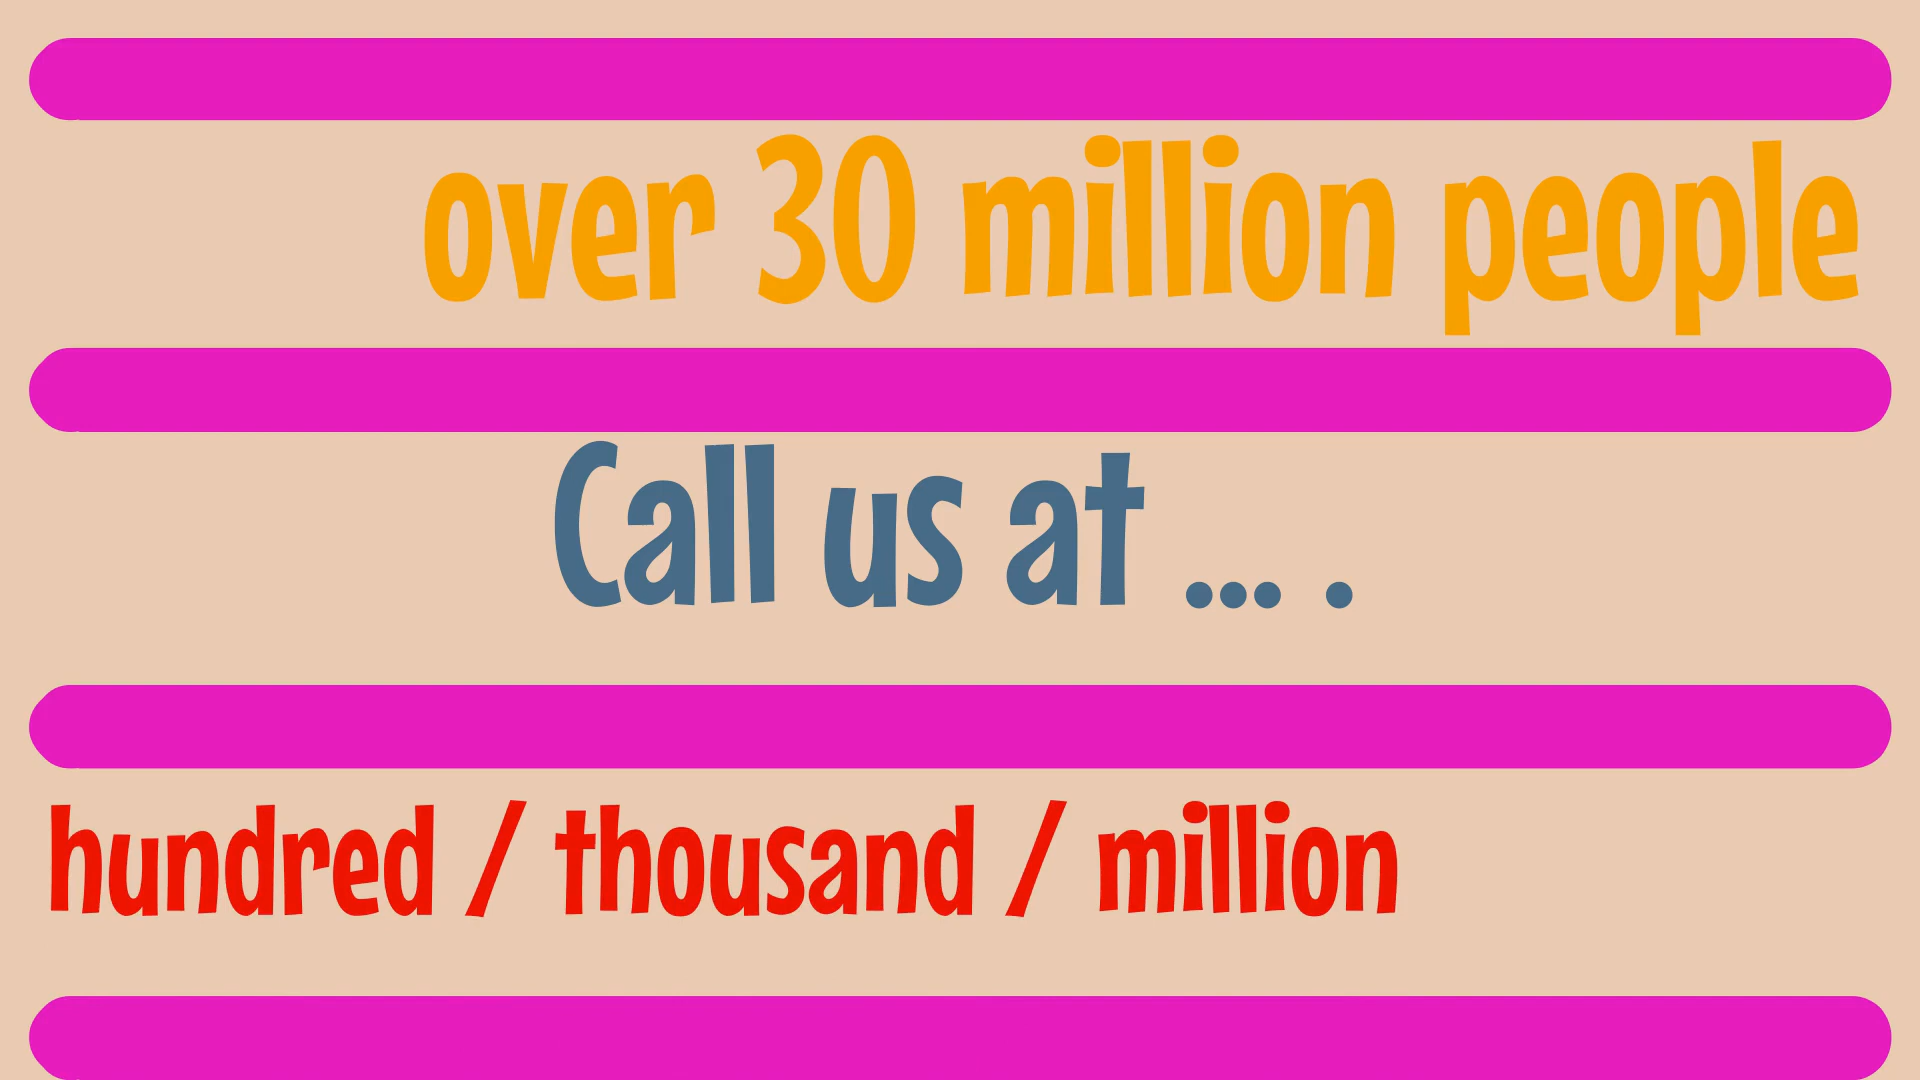 over 30 million people
Call us at ... .
hundred / thousand / million